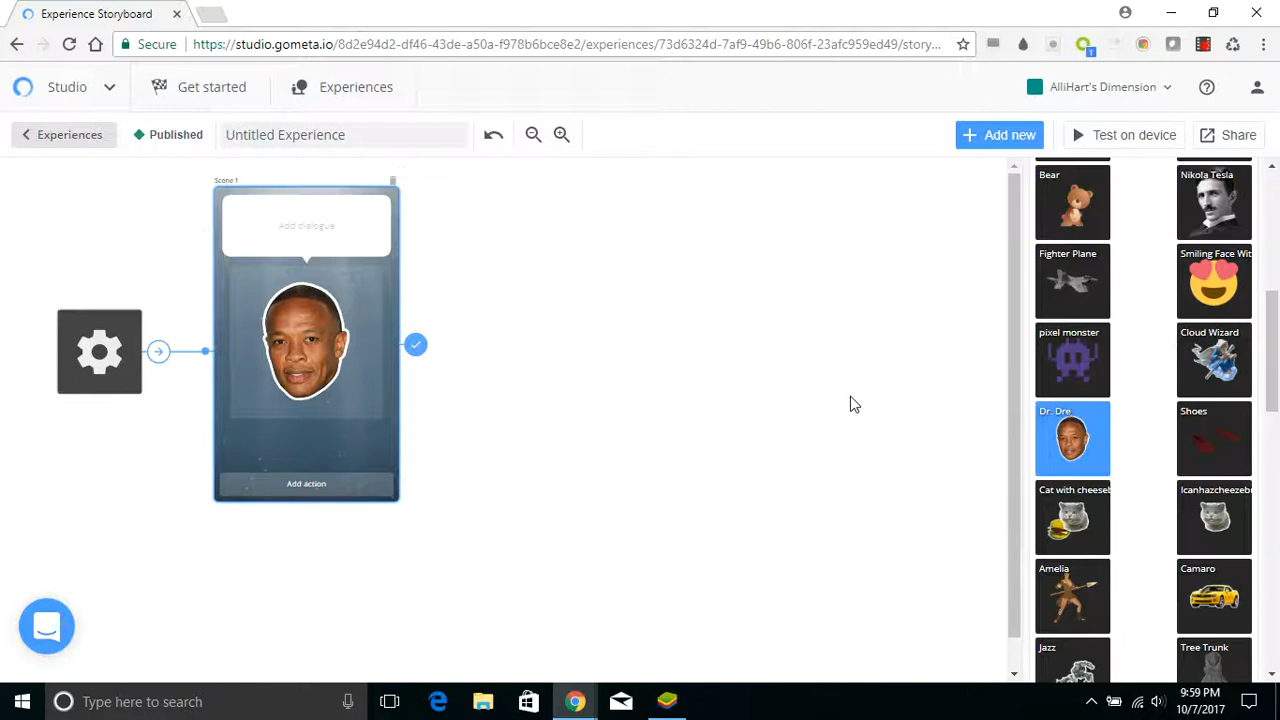 Experience Storyboard
Secure
https://studio.gometa.io/8d2e94f2-df46-43de-a50a-f978b6bce8e2/experiences/73d6324d-7af9-49b6-806f-23afc959ed49/story...
1
Studio
Get started
Experiences
AlliHart's Dimension
Experiences
Published
Untitled Experience
Add new
Test on device
Share
Scene 1
Add dialogue
Add action
Bear
Nikola Tesla
Fighter Plane
Smiling Face Wit
pixel monster
Cloud Wizard
Dr. Dre
Shoes
Cat with cheeseb
Icanhazcheezeb
Amelia
Camaro
Jazz
Tree Trunk
Type here to search
9:59 PM
10/7/2017